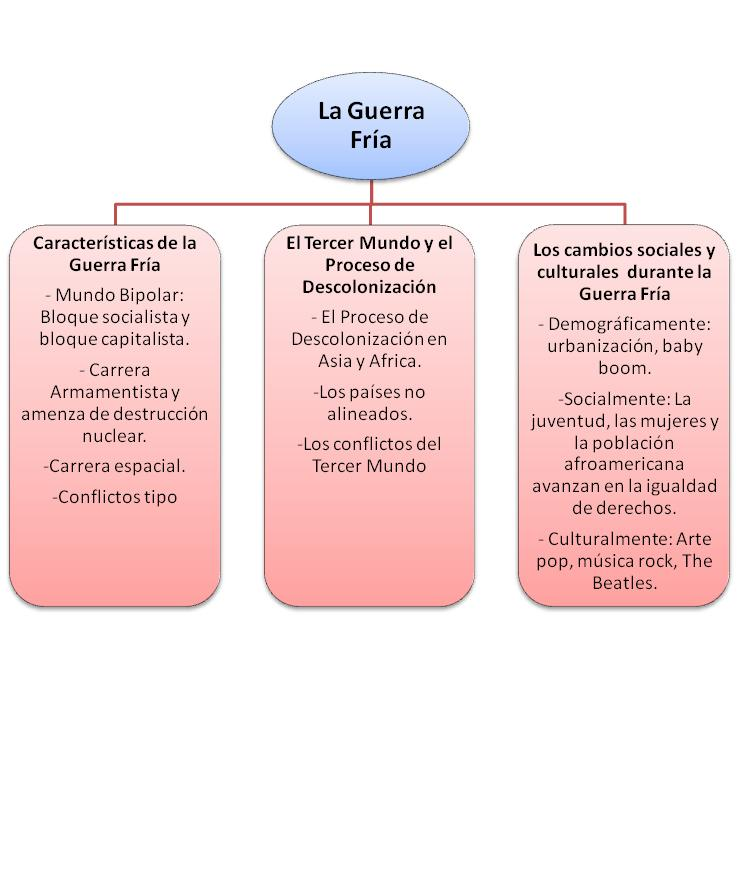 La Guerra
Fría
Características de la
Guerra Fría
- Mundo Bipolar:
Bloque socialista y
bloque capitalista.
- Carrera
Armamentista y
amenza de destrucción
nuclear.
-Carrera espacial.
-Conflictos tipo
El Tercer Mundo y el
Proceso de
Descolonización
- El Proceso de
Descolonización en
Asia y Africa.
-Los países no
alineados.
-Los conflictos del
Tercer Mundo
Los cambios sociales y
culturales durante la
Guerra Fría
- Demográficamente:
urbanización, baby
boom.
-Socialmente: La
juventud, las mujeres y
la población
afroamericana
avanzan en la igualdad
de derechos.
- Culturalmente: Arte
pop, música rock, The
Beatles.